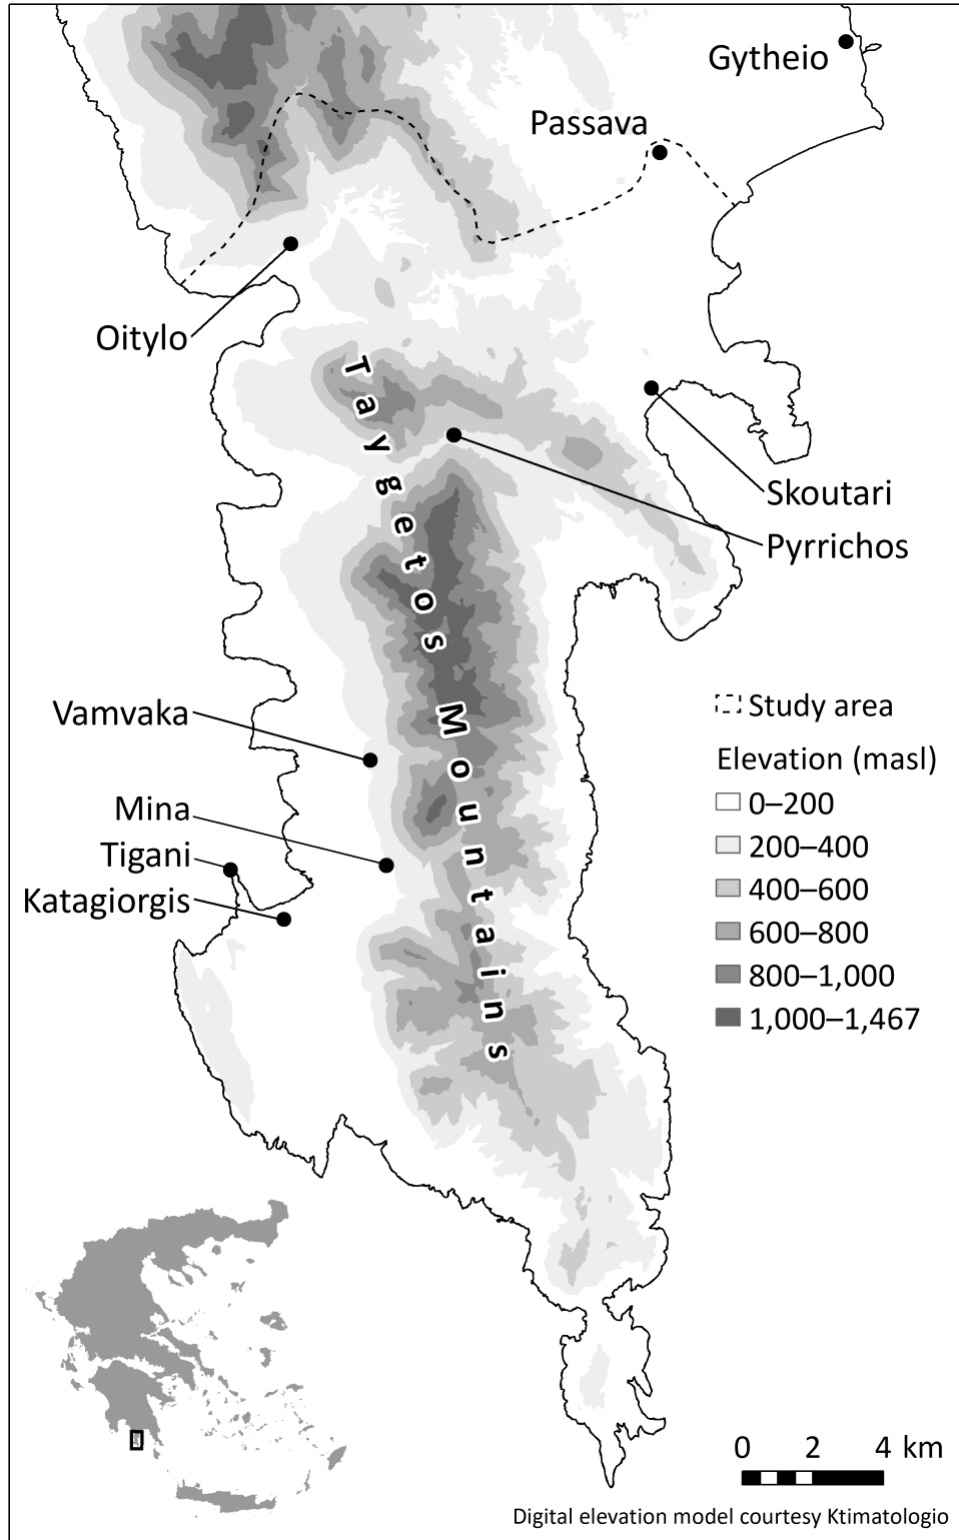 Gytheio
Passava
Oitylo
Taygetos Mountains
Skoutari
Pyrrichos
Vamvaka
Mina
Tigani
Katagiorgis
Study area
Elevation (masl)
0–200
200–400
400–600
600–800
800–1,000
1,000–1,467
0 2 4 km
Digital elevation model courtesy Ktimatologio